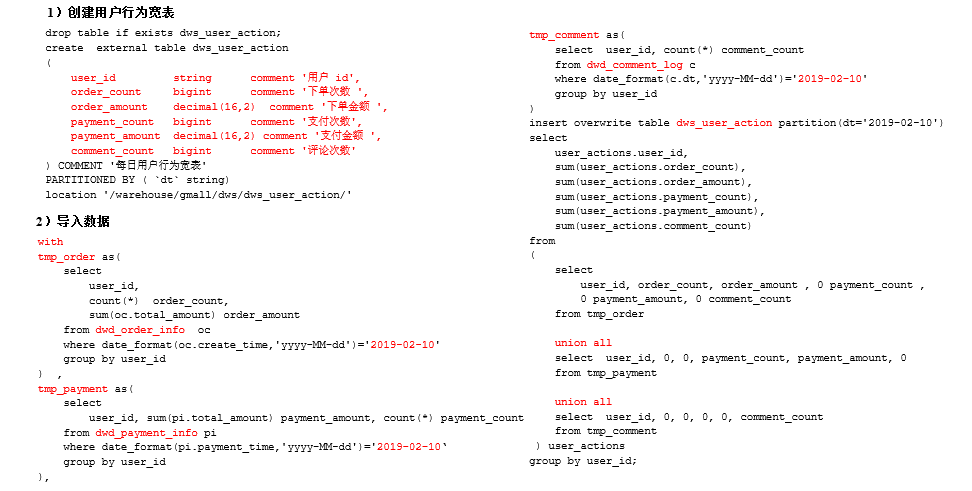 1）创建用户行为宽表
drop table if exists dws_user_action;
create  external table dws_user_action
(
    user_id         string      comment '用户 id',
    order_count     bigint      comment '下单次数 ',
    order_amount    decimal(16,2)  comment '下单金额 ',
    payment_count   bigint      comment '支付次数',
    payment_amount  decimal(16,2) comment '支付金额 ',
    comment_count   bigint      comment '评论次数'
) COMMENT '每日用户行为宽表'
PARTITIONED BY ( `dt` string)
location '/warehouse/gmall/dws/dws_user_action/'
2）导入数据
with
tmp_order as(
    select
        user_id,
        count(*)  order_count,
        sum(oc.total_amount) order_amount
    from dwd_order_info  oc
    where date_format(oc.create_time,'yyyy-MM-dd')='2019-02-10'
    group by user_id
)  ,
tmp_payment as(
    select
        user_id, sum(pi.total_amount) payment_amount, count(*) payment_count
    from dwd_payment_info pi
    where date_format(pi.payment_time,'yyyy-MM-dd')='2019-02-10‘
    group by user_id
),
tmp_comment as(
    select  user_id, count(*) comment_count
    from dwd_comment_log c
    where date_format(c.dt,'yyyy-MM-dd')='2019-02-10'
    group by user_id
)
insert overwrite table dws_user_action partition(dt='2019-02-10')
select
    user_actions.user_id,
    sum(user_actions.order_count),
    sum(user_actions.order_amount),
    sum(user_actions.payment_count),
    sum(user_actions.payment_amount),
    sum(user_actions.comment_count)
from
(
    select
        user_id, order_count, order_amount , 0 payment_count ,
        0 payment_amount, 0 comment_count
    from tmp_order
    union all
    select  user_id, 0, 0, payment_count, payment_amount, 0
    from tmp_payment
    union all
    select  user_id, 0, 0, 0, 0, comment_count
    from tmp_comment
 ) user_actions
group by user_id;